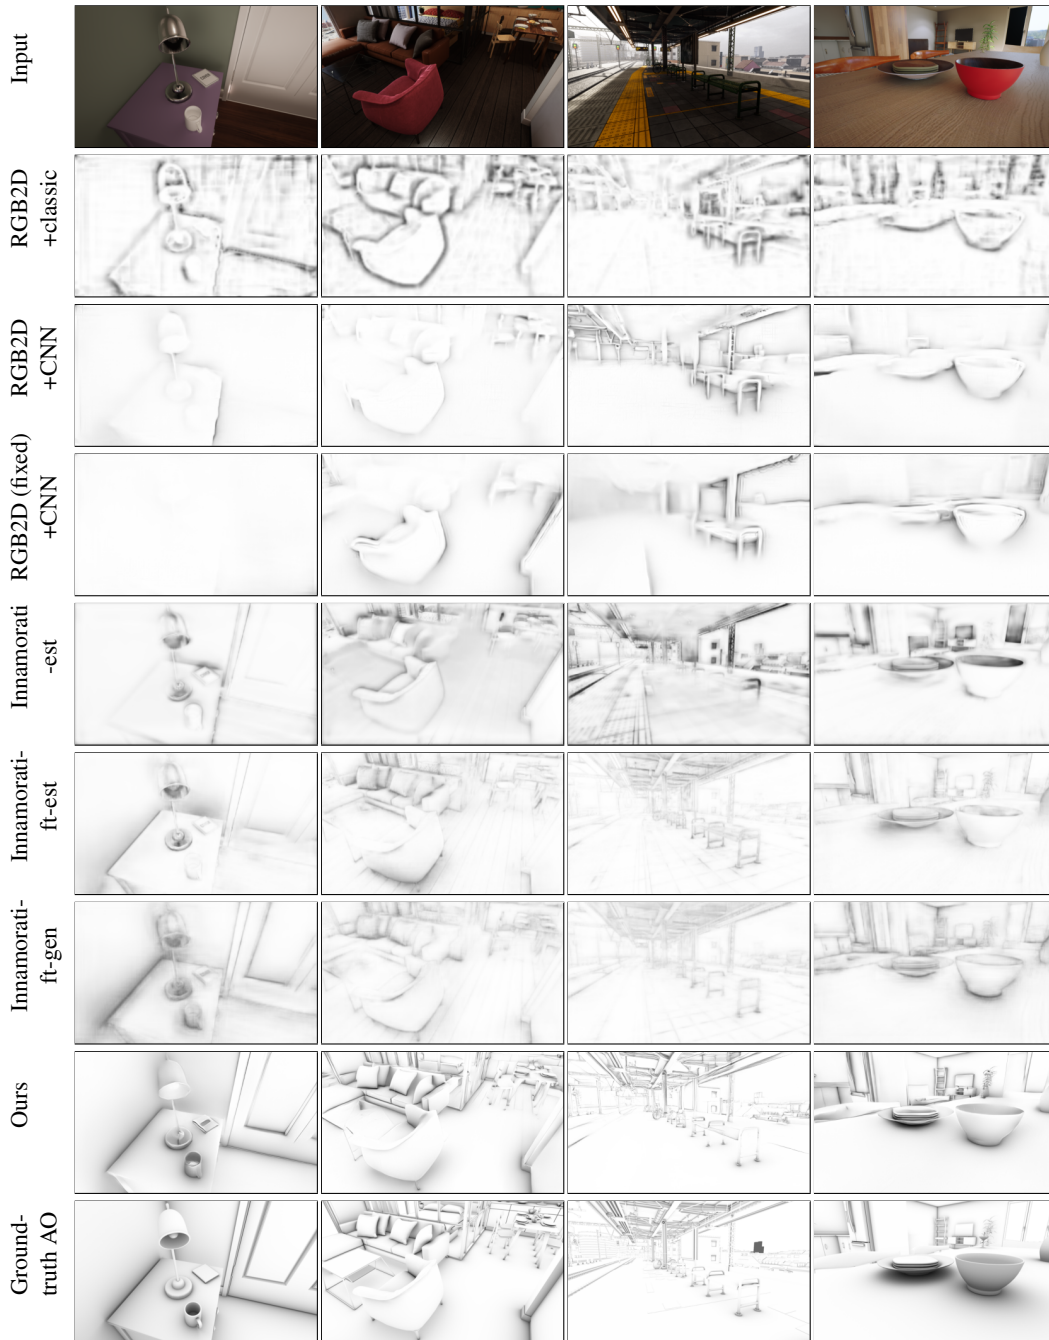 Input
RGB2D
+classic
RGB2D
+CNN
RGB2D (fixed)
+CNN
Innamorati
-est
Innamorati-
ft-est
Innamorati-
ft-gen
Ours
Ground-
truth AO